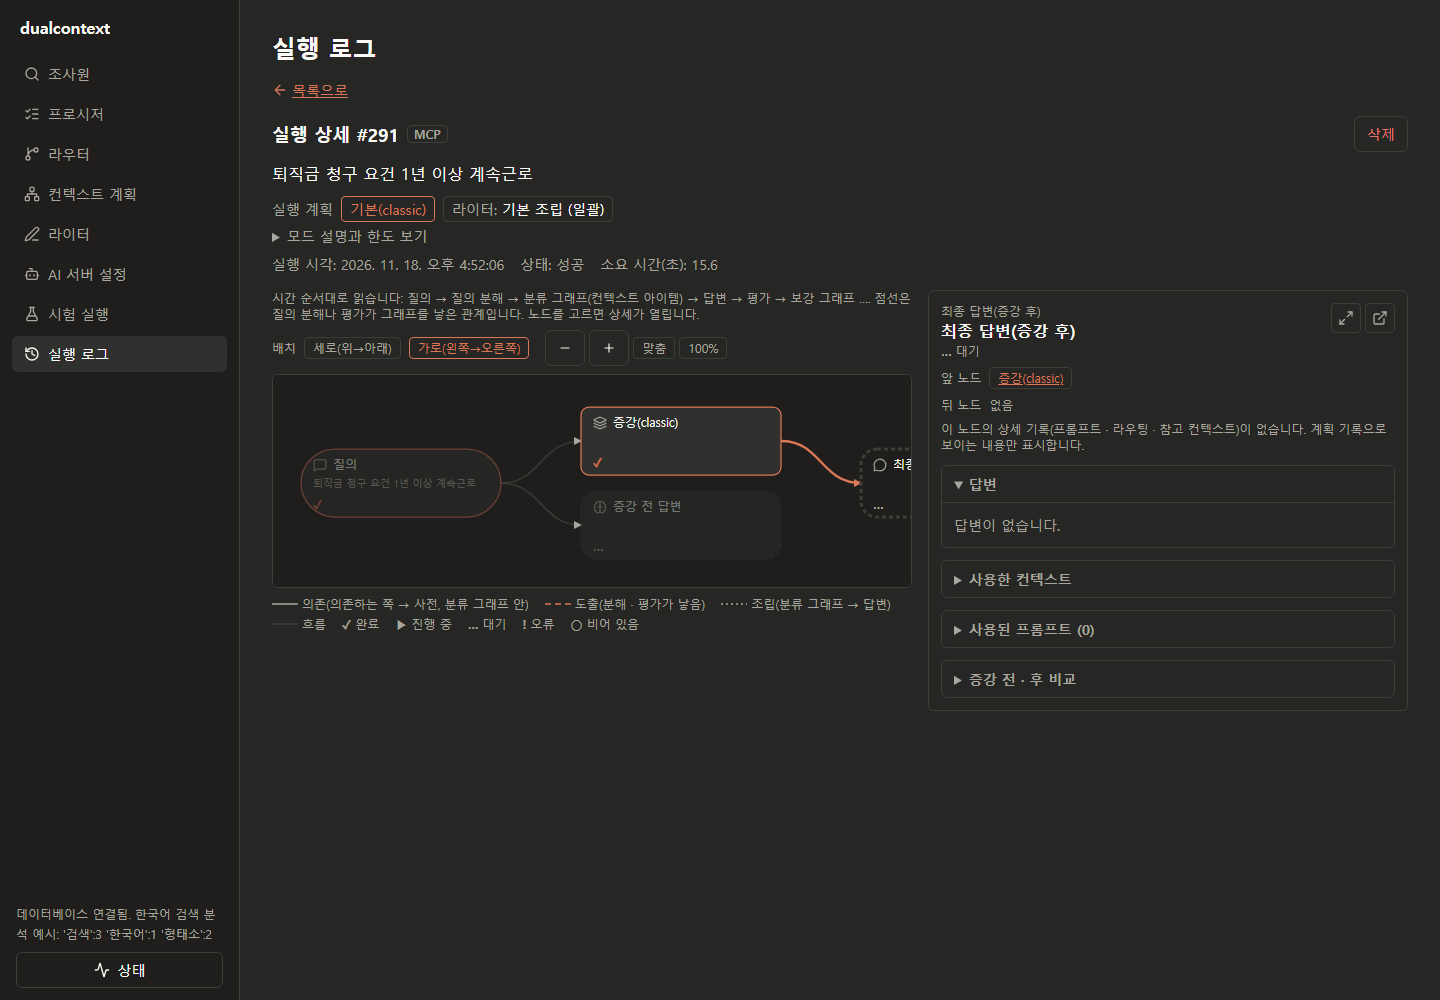 dualcontext
조사원
프로시저
라우터
컨텍스트 계획
라이터
AI 서버 설정
시험 실행
실행 로그
데이터베이스 연결됨. 한국어 검색 분
석 예시: '검색':3 '한국어':1 '형태소':2
상태
실행 로그
← 목록으로
실행 상세 #291 MCP
삭제
퇴직금 청구 요건 1년 이상 계속근로
실행 계획 기본(classic) 라이터: 기본 조립 (일괄)
▶ 모드 설명과 한도 보기
실행 시각: 2026. 11. 18. 오후 4:52:06 상태: 성공 소요 시간(초): 15.6
시간 순서대로 읽습니다: 질의 → 질의 분해 → 분류 그래프(컨텍스트 아이템) → 답변 → 평가 → 보강 그래프 .... 점선은
질의 분해나 평가가 그래프를 낳은 관계입니다. 노드를 고르면 상세가 열립니다.
배치 세로(위→아래) 가로(왼쪽→오른쪽) − + 맞춤 100%
질의
퇴직금 청구 요건 1년 이상 계속근로
✓
증강(classic)
✓
증강 전 답변
...
최종
...
의존(의존하는 쪽 → 사전, 분류 그래프 안) 도출(분해 · 평가가 낳음) 조립(분류 그래프 → 답변)
흐름 ✓ 완료 ▶ 진행 중 ... 대기 ! 오류 ○ 비어 있음
최종 답변(증강 후)
최종 답변(증강 후)
... 대기
앞 노드 증강(classic)
뒤 노드 없음
이 노드의 상세 기록(프롬프트 · 라우팅 · 참고 컨텍스트)이 없습니다. 계획 기록으로
보이는 내용만 표시합니다.
▼ 답변
답변이 없습니다.
▶ 사용한 컨텍스트
▶ 사용된 프롬프트 (0)
▶ 증강 전 · 후 비교